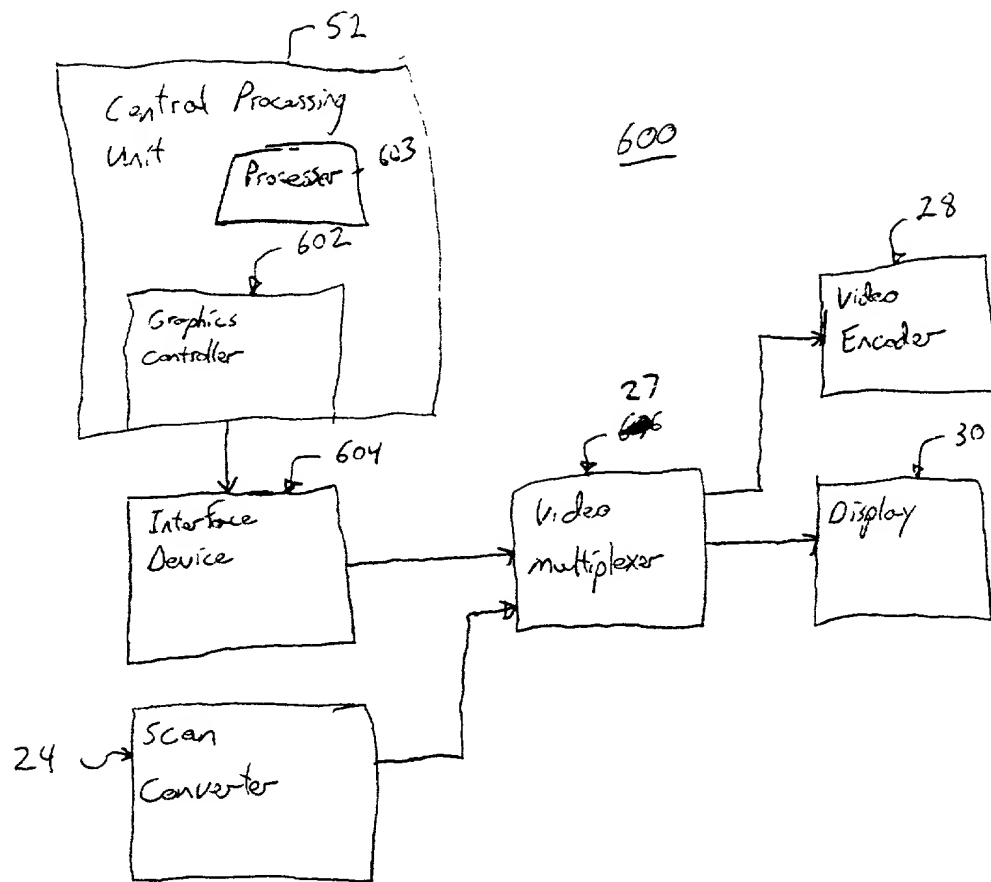 52
Central Processing
Unit
Processer
603
600
602
Graphics
Controller
28
Video
Encoder
604
27
Interface
Device
Video
multiplexer
30
Display
24
Scan
Converter